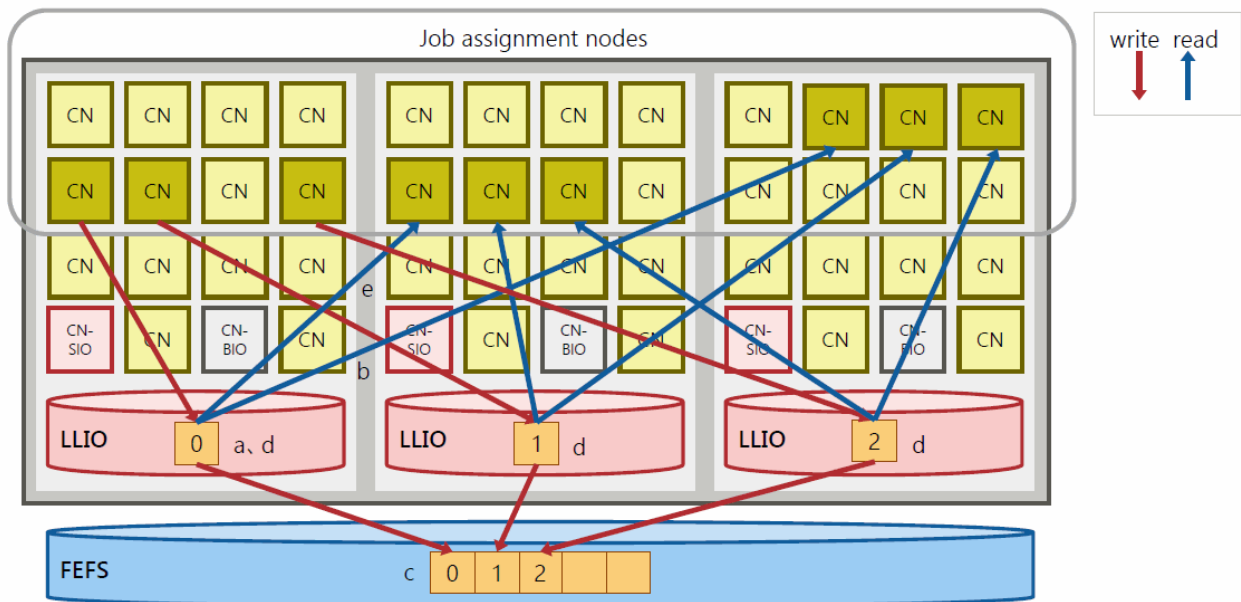 Job assignment nodes
write read
CN CN CN CN CN CN CN CN CN CN CN CN
CN CN CN CN CN CN CN CN CN CN CN CN
CN CN CN CN CN CN CN CN CN CN CN CN
e
CN-SIO CN CN-BIO CN CN-SIO CN CN-BIO CN CN-SIO CN CN-BIO CN
b
LLIO 0 a、d LLIO 1 d LLIO 2 d
FEFS c 0 1 2